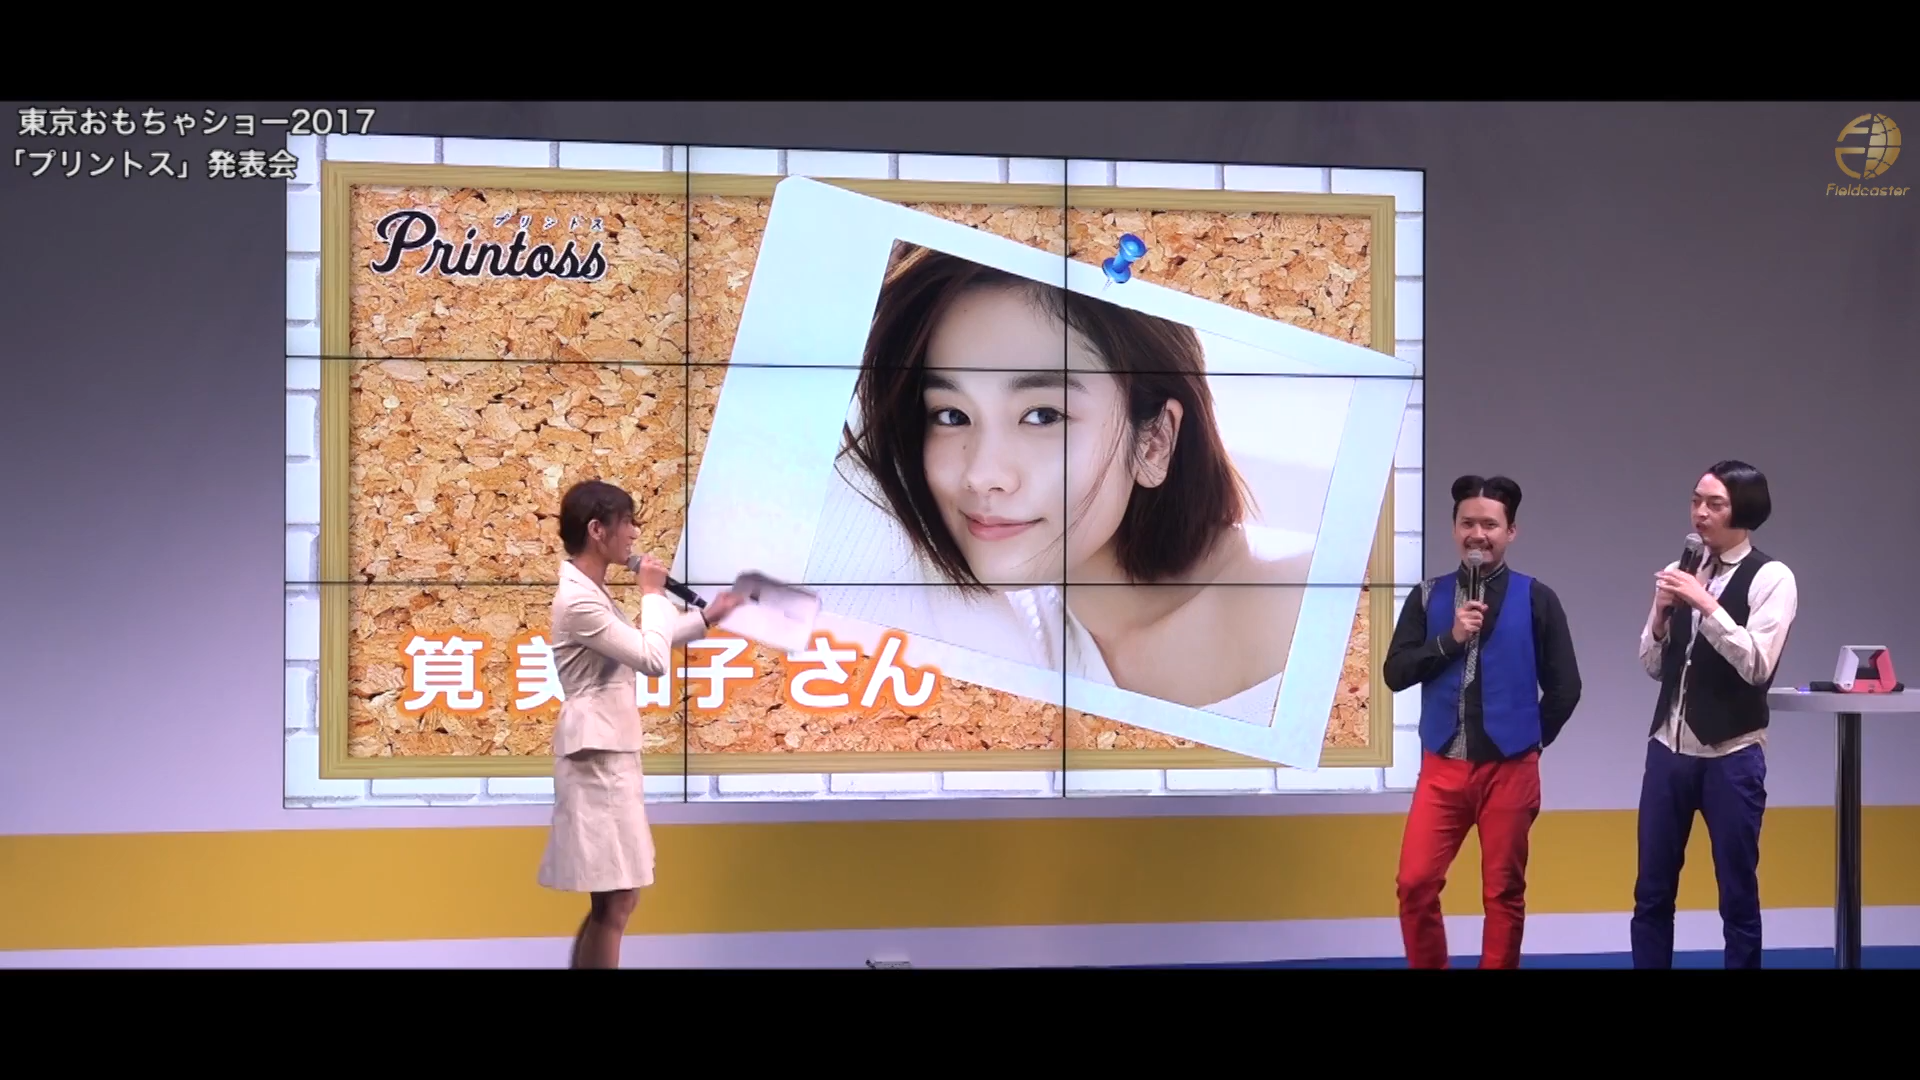 東京おもちゃショー2017
「プリントス」発表会
Fieldcaster
プリントス
Printoss
筧 美 子 さん